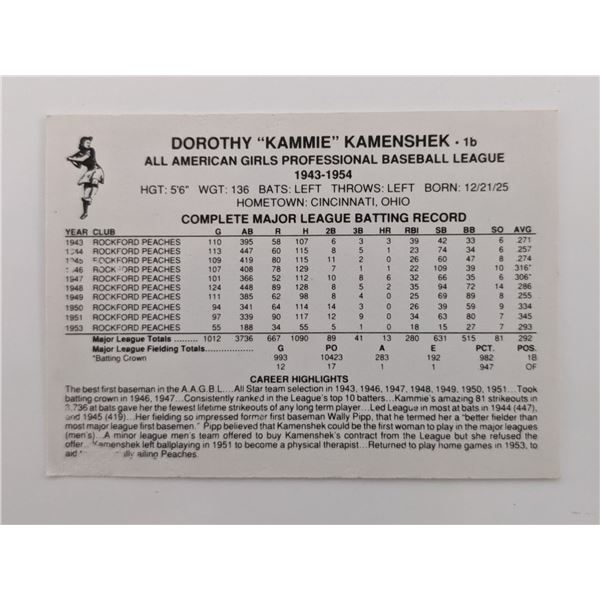 DOROTHY “KAMMIE” KAMENSHEK · 1b
ALL AMERICAN GIRLS PROFESSIONAL BASEBALL LEAGUE
1943-1954
HGT: 5'6" WGT: 136 BATS: LEFT THROWS: LEFT BORN: 12/21/25
HOMETOWN: CINCINNATI, OHIO
COMPLETE MAJOR LEAGUE BATTING RECORD
YEAR CLUB G AB R H 2B 3B HR RBI SB BB SO AVG
1943 ROCKFORD PEACHES 110 395 58 107 6 3 3 39 42 33 6 .271
1944 ROCKFORD PEACHES 113 447 74 115 8 5 2 23 74 34 6 .257
1945 ROCKFORD PEACHES 109 419 80 115 11 3 0 26 60 47 8 .274
1946 ROCKFORD PEACHES 107 408 78 129 7 1 1 22 109 39 10 .316*
1947 ROCKFORD PEACHES 101 366 52 112 10 8 6 32 66 35 6 .306*
1948 ROCKFORD PEACHES 124 448 89 128 8 5 2 35 94 72 14 .286
1949 ROCKFORD PEACHES 111 385 62 98 8 4 0 25 69 89 8 .255
1950 ROCKFORD PEACHES 94 341 64 114 14 3 0 26 39 54 9 .334
1951 ROCKFORD PEACHES 97 339 90 117 12 9 0 34 63 80 7 .345
1953 ROCKFORD PEACHES 55 188 34 55 5 1 0 18 15 27 7 .293
Major League Totals ......... 1012 3736 667 1090 89 41 13 280 631 515 81 292
Major League Fielding Totals: G PO A E PCT. POS.
*Batting Crown 993 10423 283 192 982 1B
12 17 1 1 .947 OF
CAREER HIGHLIGHTS
The best first baseman in the A.A.G.B.L....All Star team selection in 1943, 1946, 1947, 1948, 1949, 1950, 1951...Took
batting crown in 1946, 1947...Consistently ranked in the League's top 10 batters...Kammie's amazing 81 strikeouts in
3,736 at bats gave her the fewest lifetime strikeouts of any long term player...Led League in most at bats in 1944 (447)
and 1945 (419)...Her fielding so impressed former first baseman Wally Pipp, that he termed her a "fielding better than
most major league first basemen." Pipp believed that Kamenshek could be the first woman to play in the major leagues
(men's)...A minor league men's team offered to buy Kamenshek's contract from the League but she refused the
offer...Kamenshek left ballplaying in 1951 to become a physical therapist...Returned to play home games in 1953, to
aid ailing Peaches.